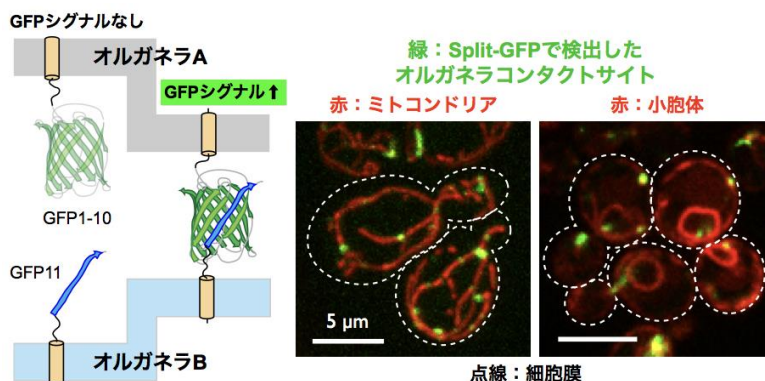 GFPシグナルなし
オルガネラA
GFPシグナル⬆
GFP1-10
GFP11
オルガネラB
緑：Split-GFPで検出した
オルガネラコンタクトサイト
赤：ミトコンドリア
赤：小胞体
5 μm
点線：細胞膜